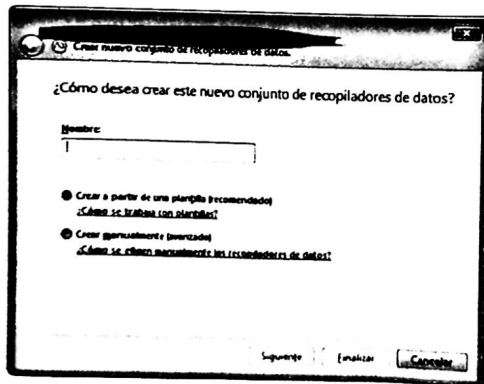 Crear nuevo conjunto de recopiladores de datos.
¿Cómo desea crear este nuevo conjunto de recopiladores de datos?
Nombre:
Crear a partir de una plantilla (recomendado)
¿Cómo se trabaja con plantillas?
Crear manualmente (avanzado)
¿Cómo se eligen manualmente los recopiladores de datos?
Siguiente
Finalizar
Cancelar